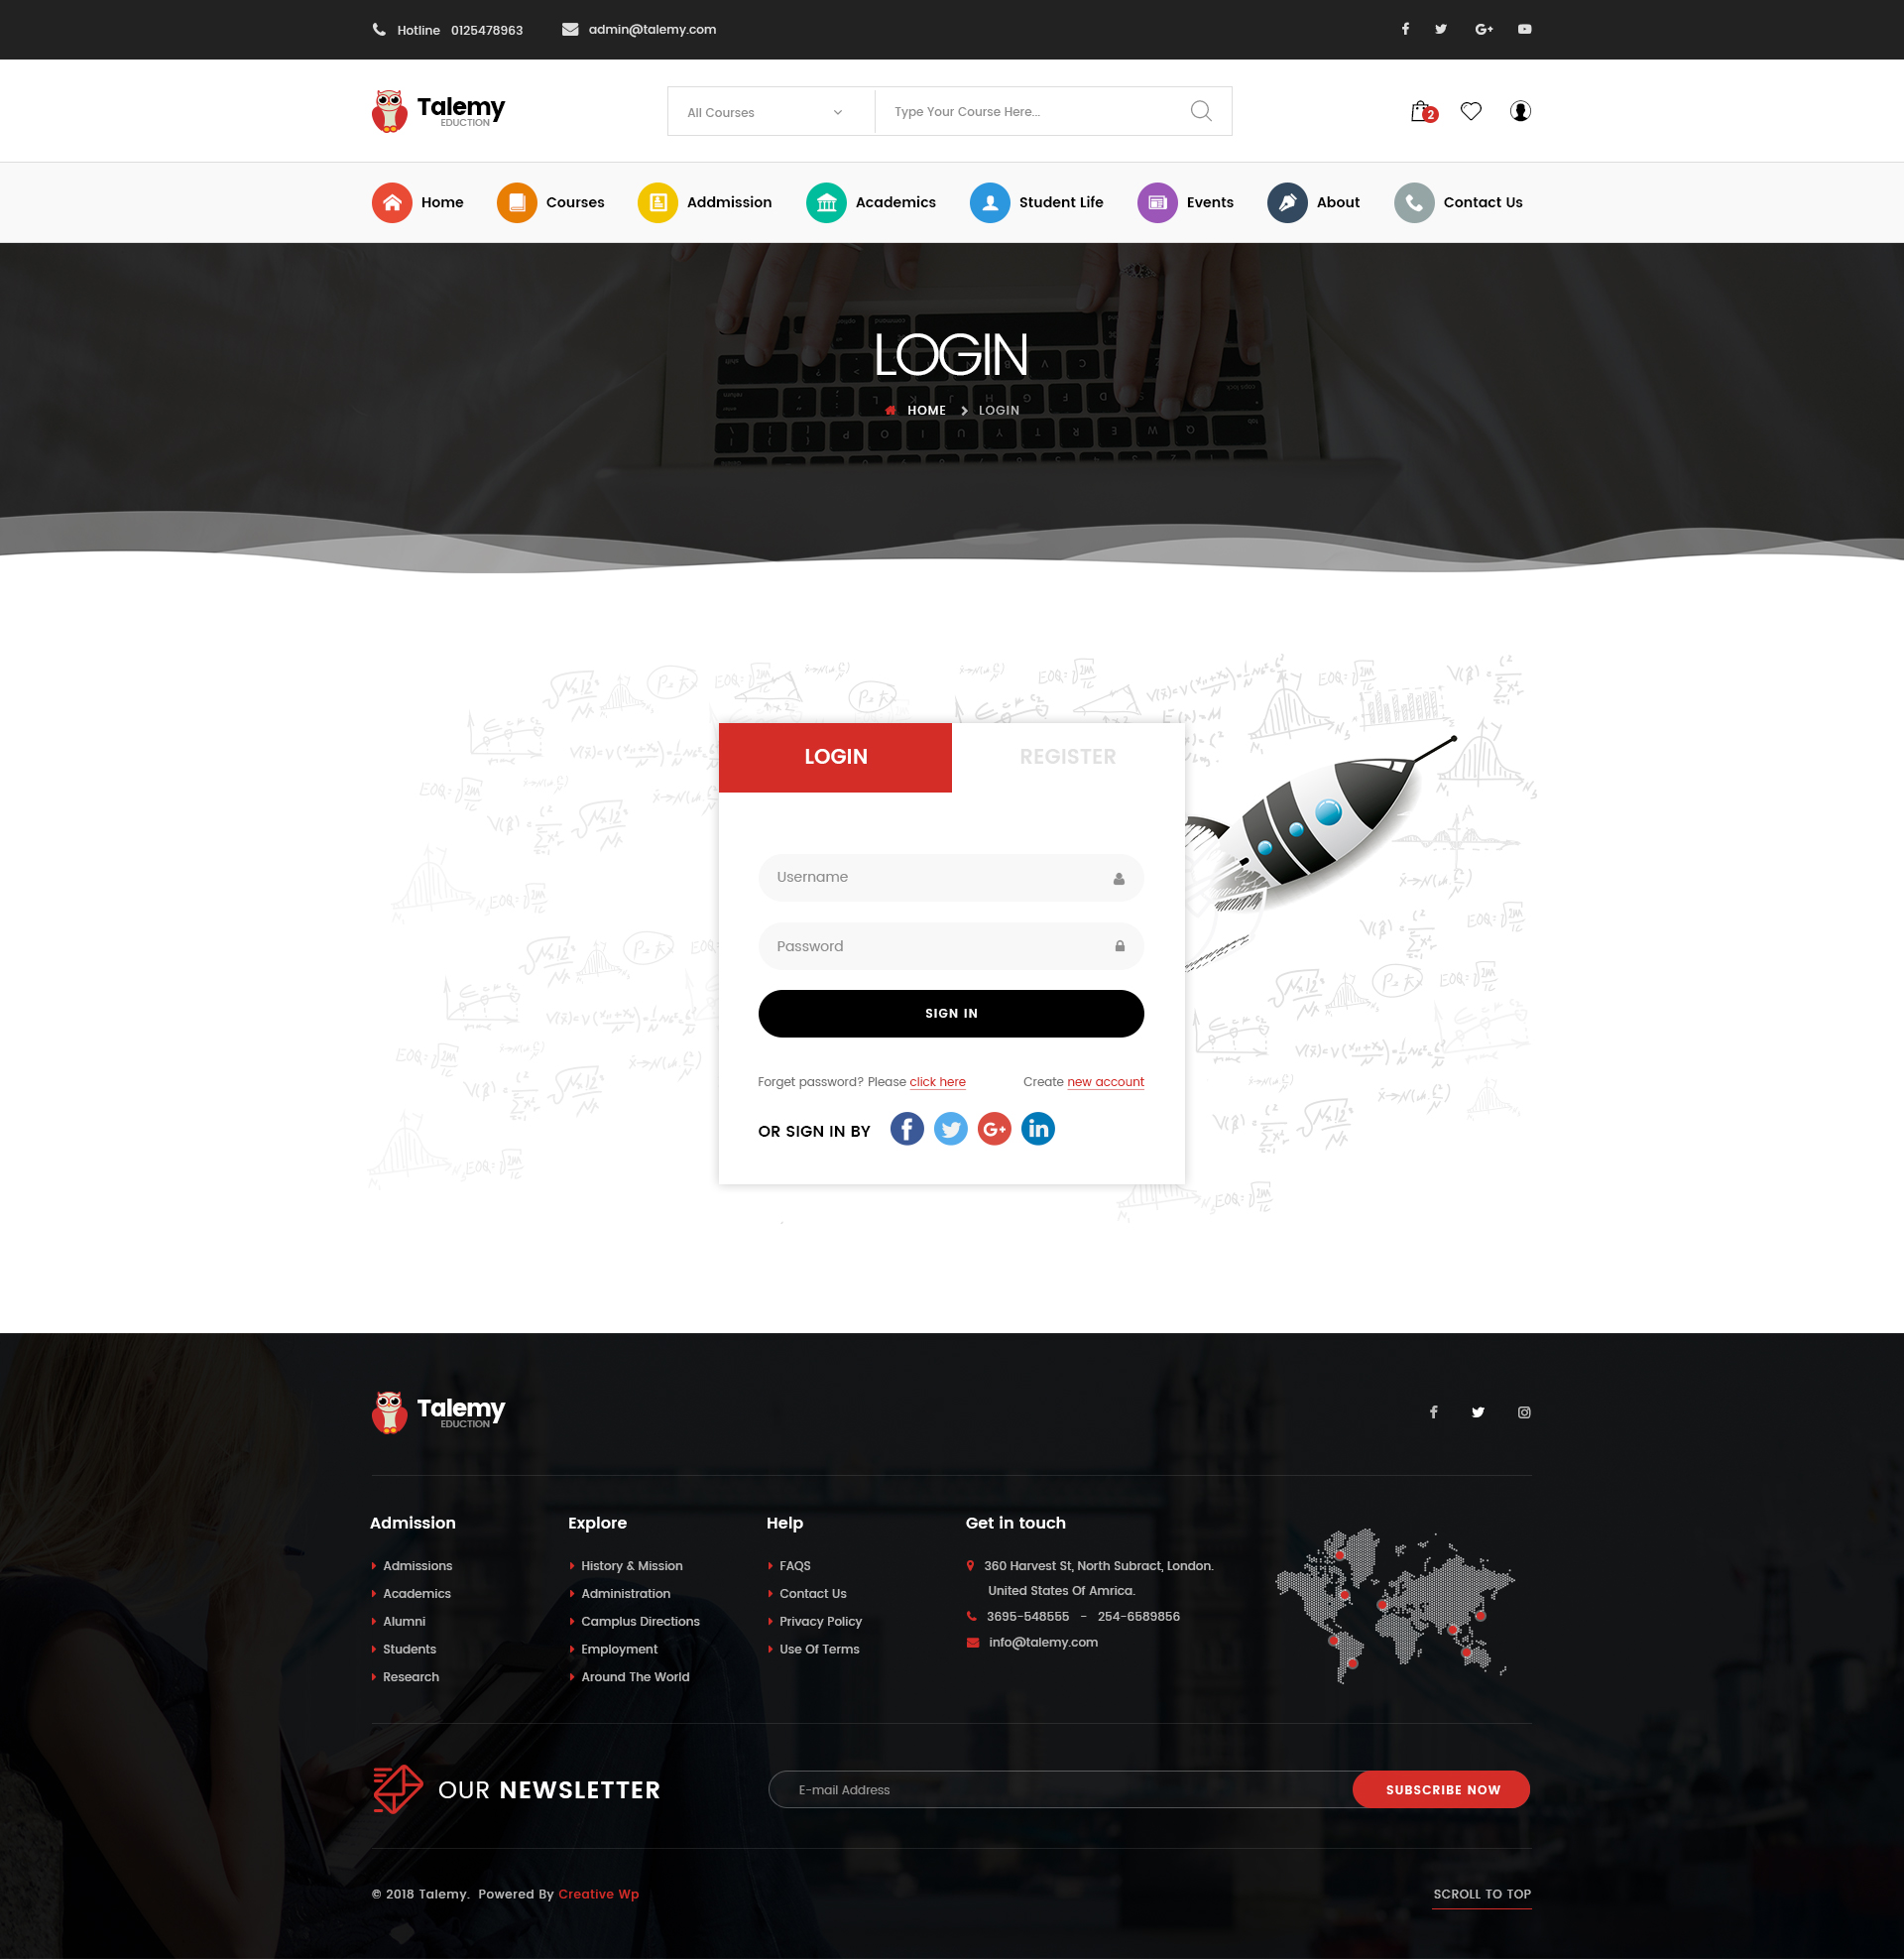 Hotline 0125478963 admin@talemy.com
Talemy
EDUCTION
All Courses Type Your Course Here...
2
Home Courses Addmission Academics Student Life Events About Contact Us
LOGIN
HOME LOGIN
LOGIN REGISTER
Username
Password
SIGN IN
Forget password? Please click here Create new account
OR SIGN IN BY
Talemy
EDUCTION
Admission
Admissions
Academics
Alumni
Students
Research
Explore
History & Mission
Administration
Camplus Directions
Employment
Around The World
Help
FAQS
Contact Us
Privacy Policy
Use Of Terms
Get in touch
360 Harvest St, North Subract, London.
United States Of Amrica.
3695-548555 - 254-6589856
info@talemy.com
OUR NEWSLETTER
E-mail Address
SUBSCRIBE NOW
© 2018 Talemy. Powered By Creative Wp
SCROLL TO TOP